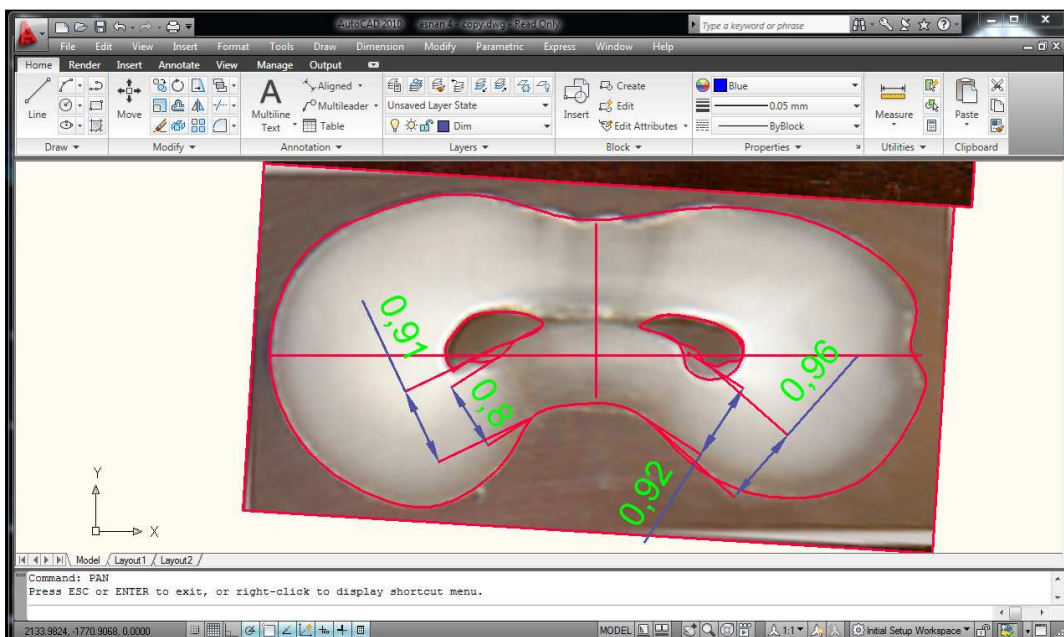 AutoCAD 2010 asnan 4 - copy.dwg - Read Only
Type a keyword or phrase
File Edit View Insert Format Tools Draw Dimension Modify Parametric Express Window Help
Home Render Insert Annotate View Manage Output
Line
Move
A
Multiline Text
Aligned
Multileader
Table
Unsaved Layer State
Dim
Insert
Create
Edit
Edit Attributes
Blue
0.05 mm
ByBlock
Measure
Paste
Draw Modify Annotation Layers Block Properties Utilities Clipboard
0,91
0,8
0,96
0,92
Y
X
Model Layout1 Layout2
Command: PAN
Press ESC or ENTER to exit, or right-click to display shortcut menu.
2133.9824, -1770.9068, 0.0000 MODEL 1:1 Initial Setup Workspace